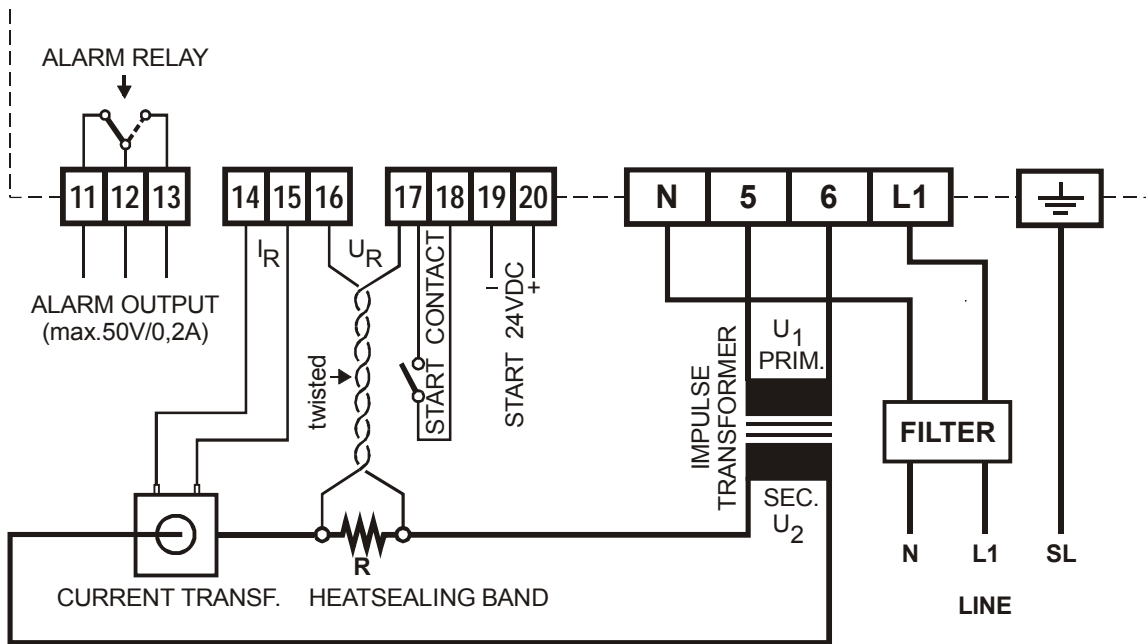 ALARM RELAY
11 12 13 14 15 16 17 18 19 20 N 5 6 L1
I_R
U_R
START CONTACT
START 24VDC
–
+
ALARM OUTPUT
(max.50V/0,2A)
twisted
IMPULSE
TRANSFORMER
U₁
PRIM.
SEC.
U₂
FILTER
N L1 SL
LINE
R
CURRENT TRANSF. HEATSEALING BAND